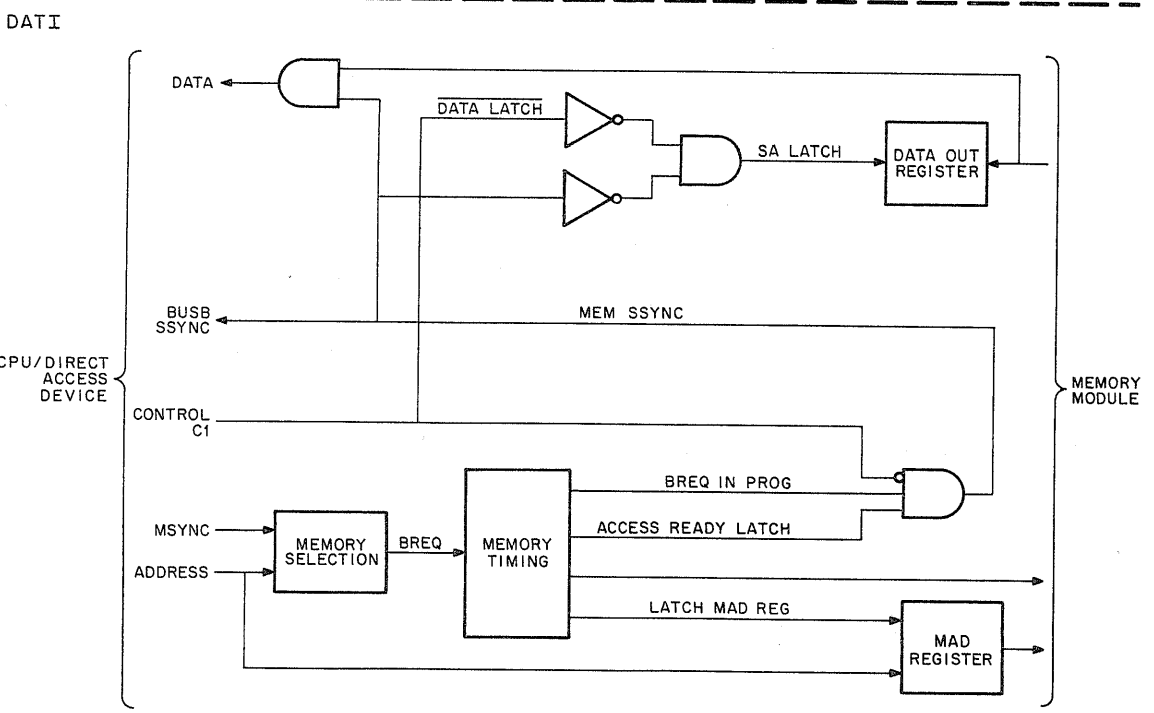 DATI
DATA
DATA LATCH
SA LATCH
DATA OUT
REGISTER
BUSB
SSYNC
MEM SSYNC
CPU/DIRECT
ACCESS
DEVICE
MEMORY
MODULE
CONTROL
C1
BREQ IN PROG
MSYNC
MEMORY
SELECTION
BREQ
MEMORY
TIMING
ACCESS READY LATCH
ADDRESS
LATCH MAD REG
MAD
REGISTER